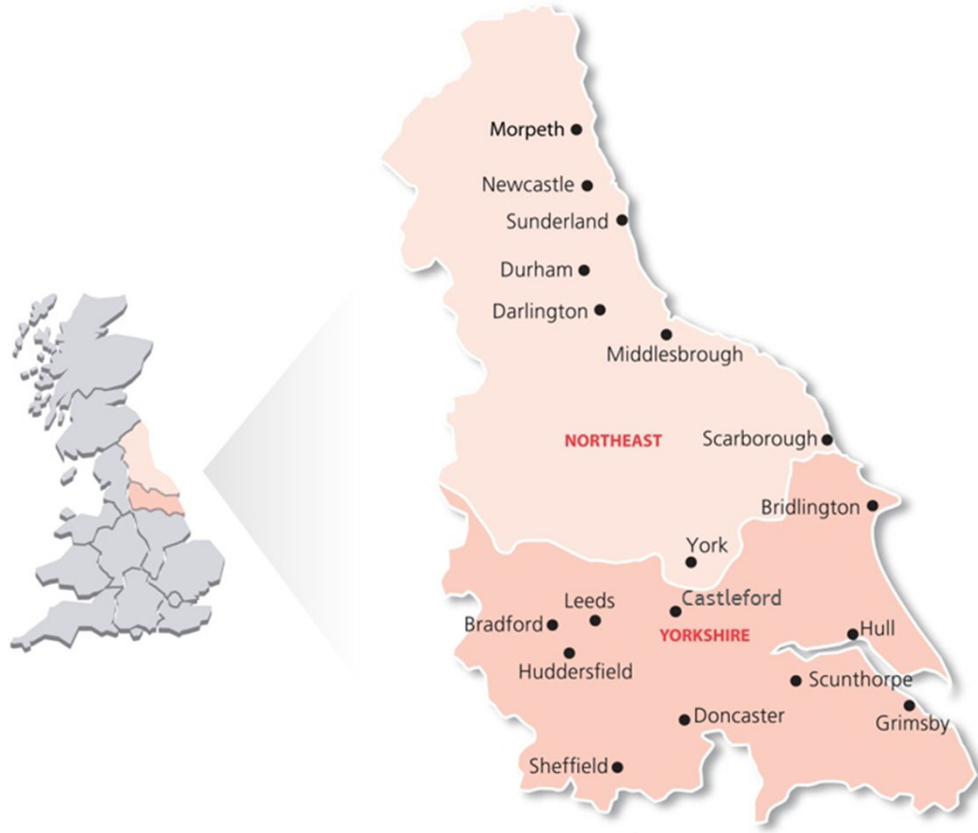 Morpeth
Newcastle
Sunderland
Durham
Darlington
Middlesbrough
NORTHEAST
Scarborough
Bridlington
York
Castleford
Leeds
Bradford
YORKSHIRE
Hull
Huddersfield
Scunthorpe
Doncaster
Grimsby
Sheffield